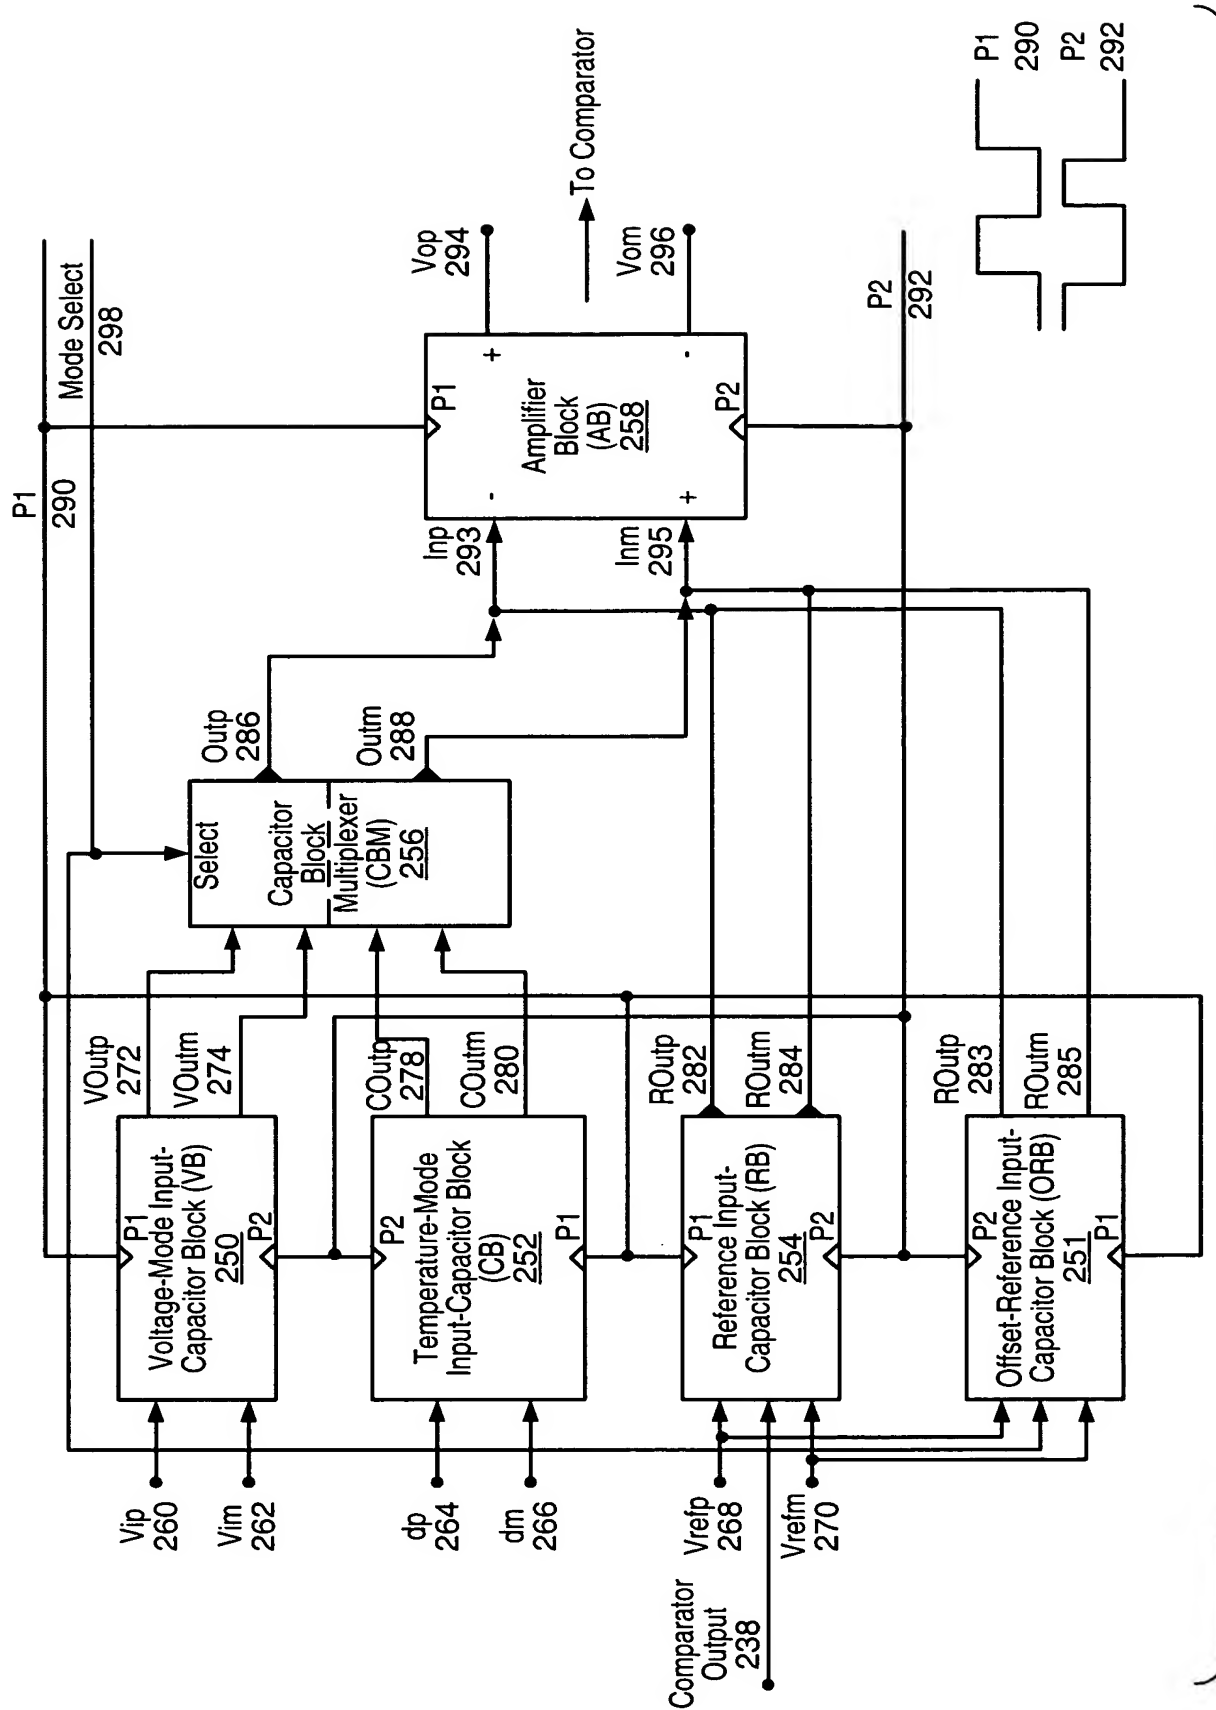 P1
290
Mode Select
298
Vip
260
Vim
262
P1
Voltage-Mode Input-
Capacitor Block (VB)
250
P2
VOutp
272
VOutm
274
dp
264
dm
266
P2
Temperature-Mode
Input-Capacitor Block
(CB)
252
P1
COutp
278
COutm
280
Select
Capacitor
Block
Multiplexer
(CBM)
256
Outp
286
Outm
288
Comparator
Output
238
Vrefp
268
Vrefm
270
P1
Reference Input-
Capacitor Block (RB)
254
P2
ROutp
282
ROutm
284
P2
Offset-Reference Input-
Capacitor Block (ORB)
251
P1
ROutp
283
ROutm
285
Inp
293
Inm
295
P1
-
+
Amplifier
Block
(AB)
258
+
-
P2
Vop
294
To Comparator
Vom
296
P2
292
P1
290
P2
292